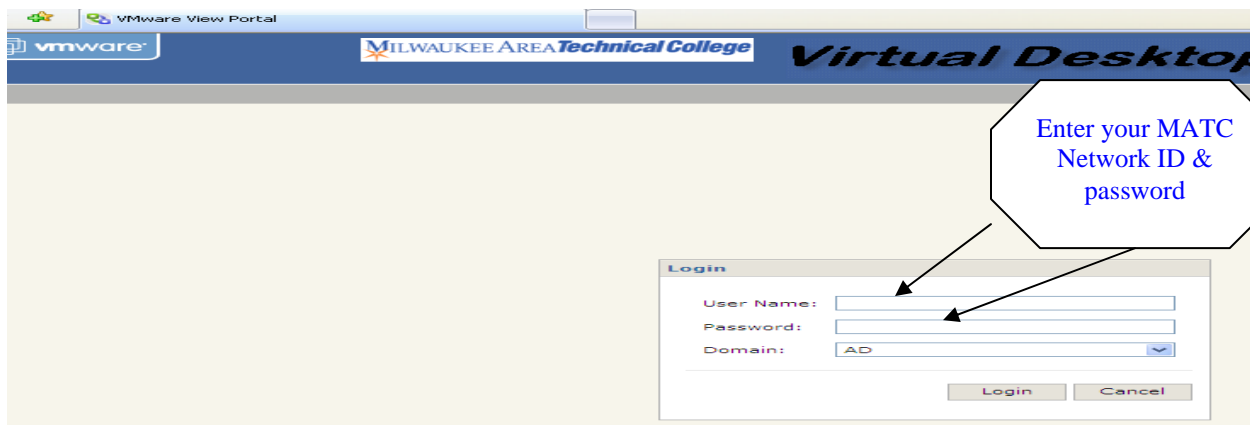 VMware View Portal
vmware
MILWAUKEE AREA Technical College
Virtual Desktop
Enter your MATC
Network ID &
password
Login
User Name:
Password:
Domain: AD
Login Cancel